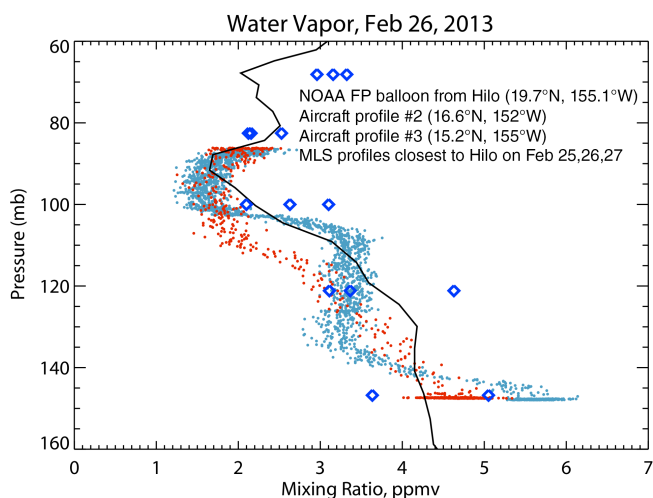 Water Vapor, Feb 26, 2013
60
80
100
120
140
160
Pressure (mb)
NOAA FP balloon from Hilo (19.7°N, 155.1°W)
Aircraft profile #2 (16.6°N, 152°W)
Aircraft profile #3 (15.2°N, 155°W)
MLS profiles closest to Hilo on Feb 25,26,27
0 1 2 3 4 5 6 7
Mixing Ratio, ppmv